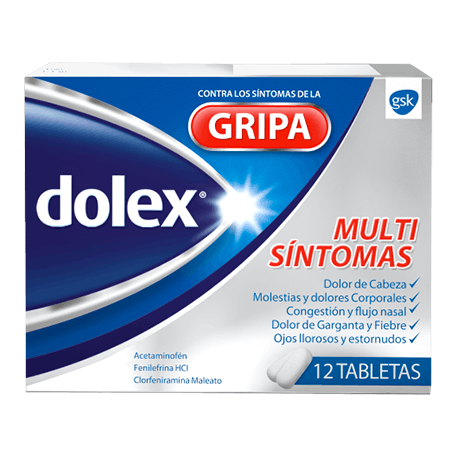 CONTRA LOS SÍNTOMAS DE LA
GRIPA
gsk
dolex®
MULTI
SÍNTOMAS
Dolor de Cabeza ✓
Molestias y dolores Corporales ✓
Congestión y flujo nasal ✓
Dolor de Garganta y Fiebre ✓
Ojos llorosos y estornudos ✓
Acetaminofén
Fenilefrina HCl
Clorfeniramina Maleato
12 TABLETAS